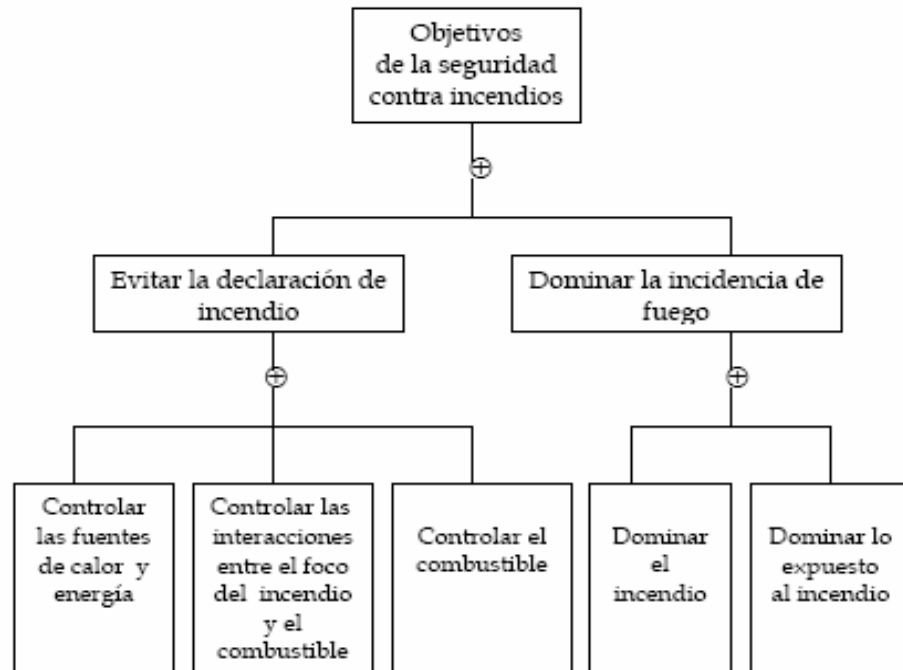 Objetivos
de la seguridad
contra incendios
Evitar la declaración de
incendio
Dominar la incidencia de
fuego
Controlar
las fuentes
de calor y
energía
Controlar las
interacciones
entre el foco
del incendio
y el
combustible
Controlar el
combustible
Dominar
el
incendio
Dominar lo
expuesto
al incendio